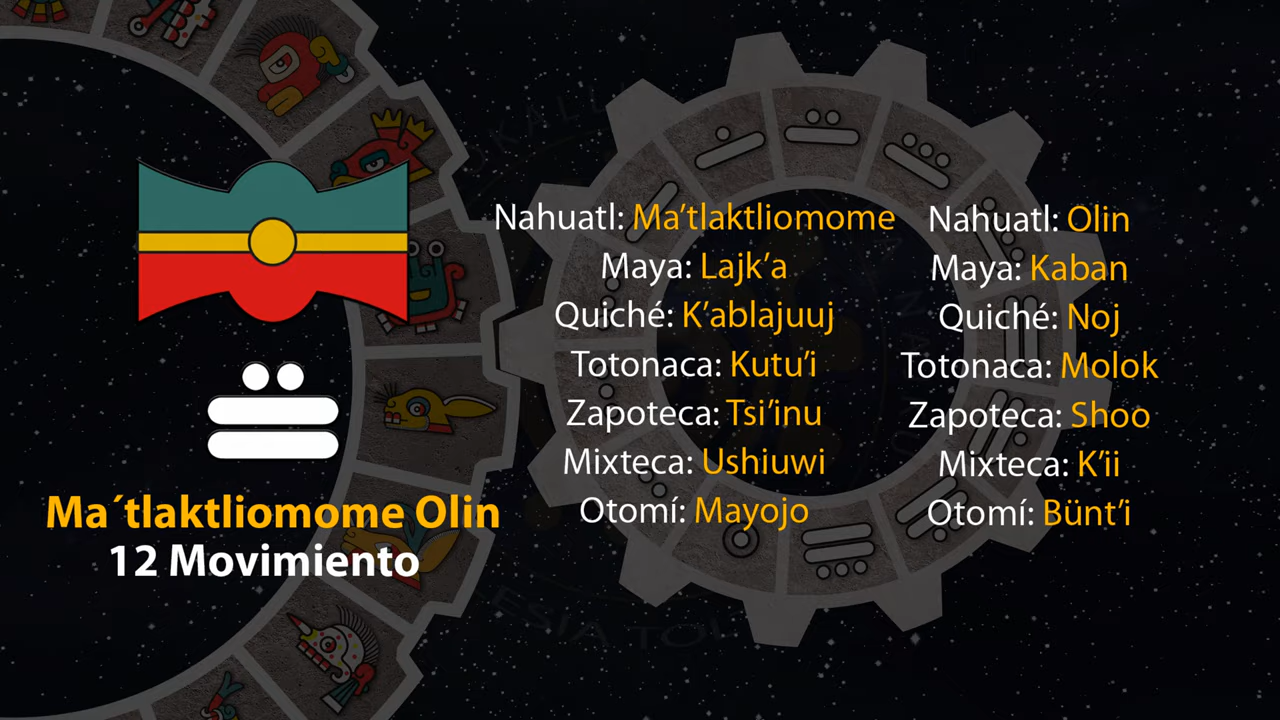 Nahuatl: Ma’tlaktliomome
Maya: Lajk’a
Quiché: K’ablajuuj
Totonaca: Kutu’i
Zapoteca: Tsi’inu
Mixteca: Ushiuwi
Otomí: Mayojo
Nahuatl: Olin
Maya: Kaban
Quiché: Noj
Totonaca: Molok
Zapoteca: Shoo
Mixteca: K’ii
Otomí: Bünt’i
Ma´tlaktliomome Olin
12 Movimiento